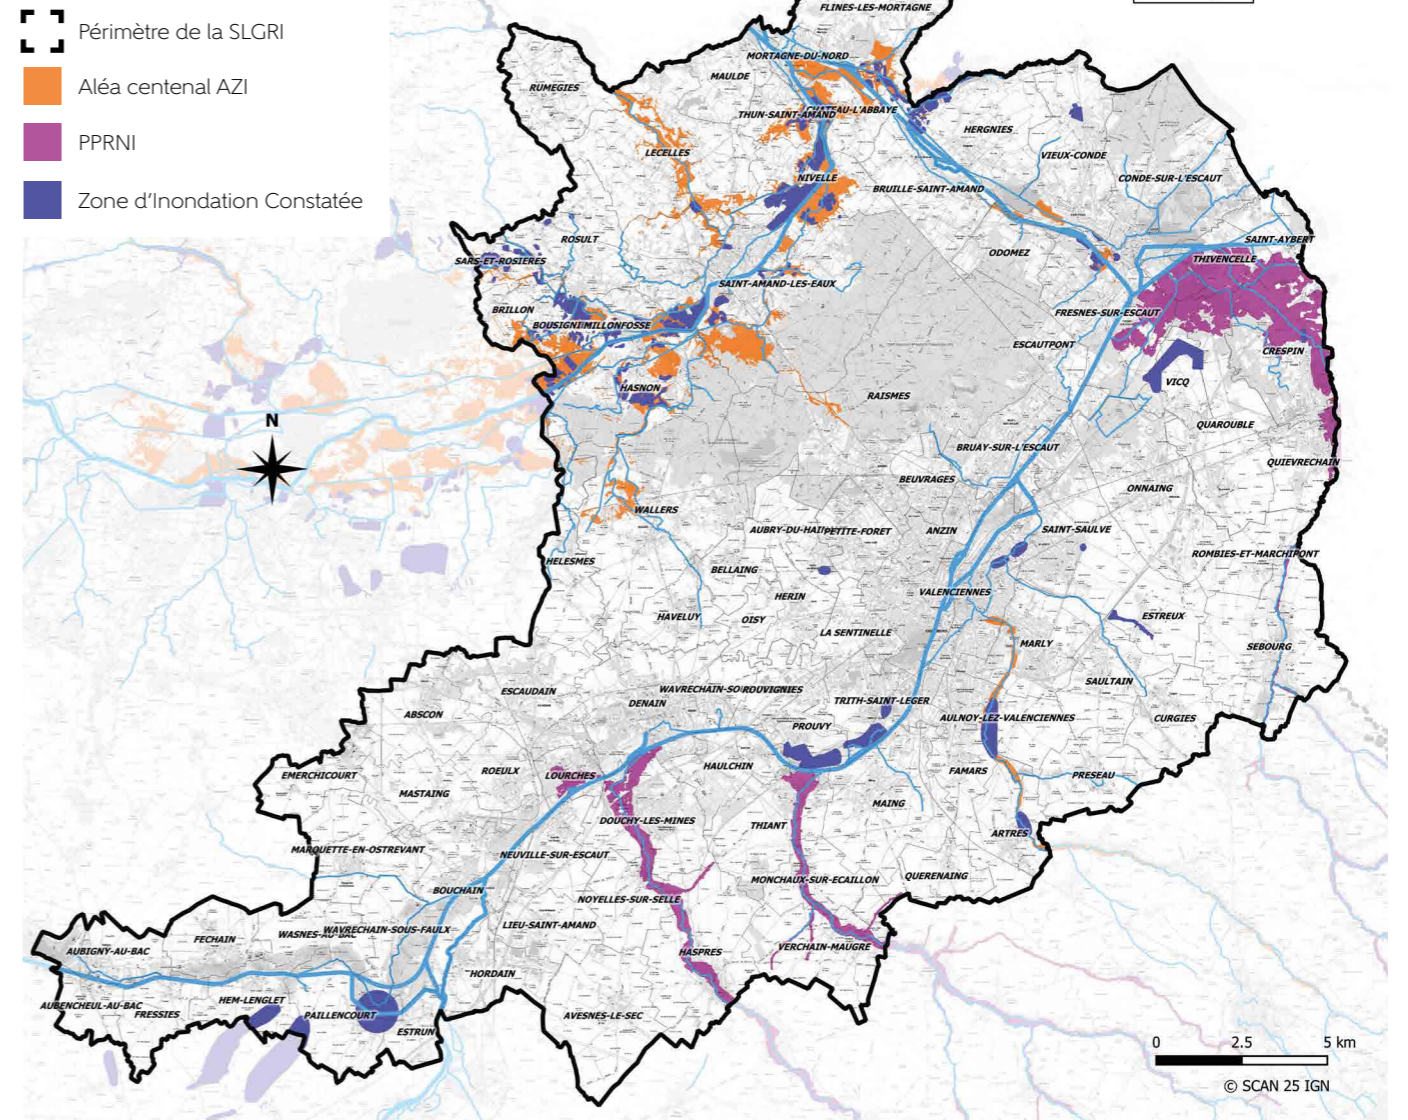 Périmètre de la SLGRI
Aléa centenal AZI
PPRNI
Zone d'Inondation Constatée
FLINES-LES-MORTAGNE
MORTAGNE-DU-NORD
MAULDE
RUMEGIES
CHATEAU-L'ABBAYE
THUN-SAINT-AMAND
HERGNIES
LECELLES
VIEUX-CONDE
NIVELLE
CONDE-SUR-L'ESCAUT
BRUILLE-SAINT-AMAND
ROSULT
SAINT-AYBERT
ODOMEZ
SARS-ET-ROSIERES
THIVENCELLE
SAINT-AMAND-LES-EAUX
BRILLON
FRESNES-SUR-ESCAUT
BOUSIGNI MILLONFOSSE
ESCAUTPONT
CRESPIN
VICQ
HASNON
RAISMES
N
QUAROUBLE
BRUAY-SUR-L'ESCAUT
QUIEVRECHAIN
BEUVRAGES
ONNAING
WALLERS
AUBRY-DU-HAI PETITE-FORET
ANZIN
SAINT-SAULVE
HELESMES
ROMBIES-ET-MARCHIPONT
BELLAING
HERIN
VALENCIENNES
HAVELUY
OISY
ESTREUX
LA SENTINELLE
MARLY
SEBOURG
SAULTAIN
ESCAUDAIN
WAVRECHAIN-SO ROUVIGNIES
DENAIN
TRITH-SAINT-LEGER
ABSCON
AULNOY-LEZ-VALENCIENNES
CURGIES
PROUVY
HAULCHIN
EMERCHICOURT
ROEULX
LOURCHES
FAMARS
PRESEAU
MASTAING
MAING
DOUCHY-LES-MINES
THIANT
ARTRES
MARQUETTE-EN-OSTREVANT
NEUVILLE-SUR-ESCAUT
QUERENAING
MONCHAUX-SUR-ECAILLON
BOUCHAIN
NOYELLES-SUR-SELLE
LIEU-SAINT-AMAND
WASNES-AU-BAC
WAVRECHAIN-SOUS-FAULX
FECHAIN
VERCHAIN-MAUGRE
AUBIGNY-AU-BAC
HASPRES
HORDAIN
HEM-LENGLET
AUBENCHEUL-AU-BAC
FRESSIES
PAILLENCOURT
AVESNES-LE-SEC
ESTRUN
0 2.5 5 km
© SCAN 25 IGN